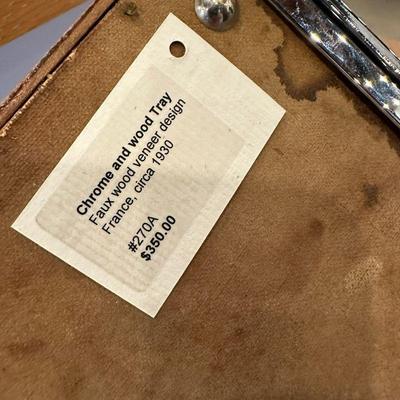 Chrome and wood Tray
Faux wood veneer design
France, circa 1930
#270A
$350.00